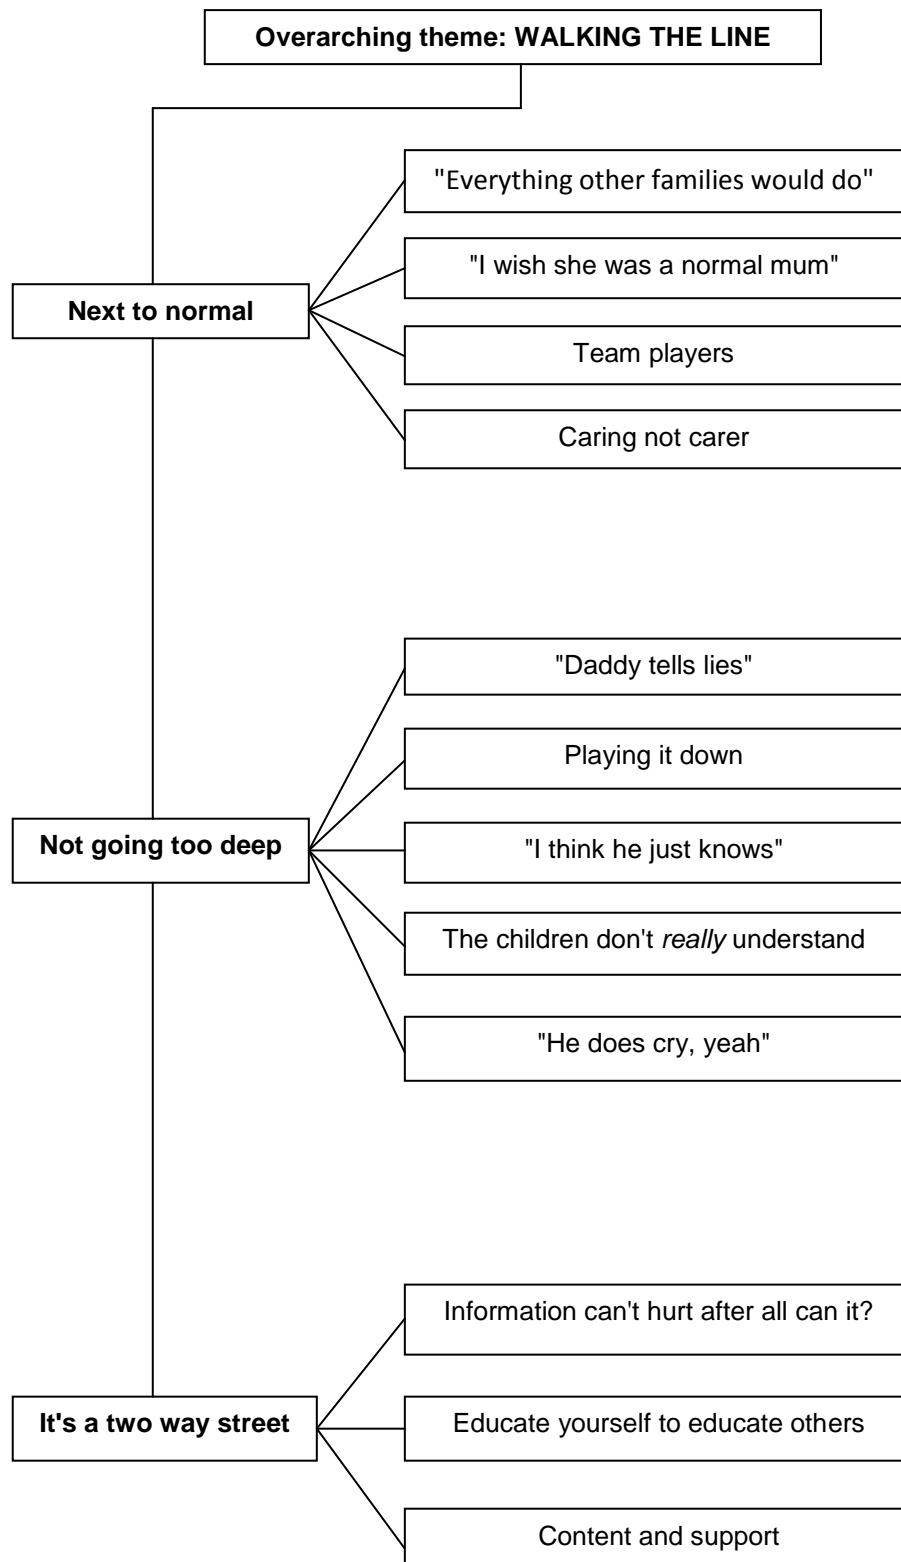 Overarching theme: WALKING THE LINE
Next to normal
"Everything other families would do"
"I wish she was a normal mum"
Team players
Caring not carer
Not going too deep
"Daddy tells lies"
Playing it down
"I think he just knows"
The children don't really understand
"He does cry, yeah"
It's a two way street
Information can't hurt after all can it?
Educate yourself to educate others
Content and support